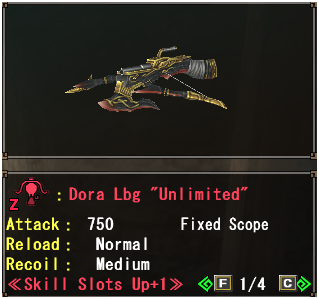 Z : Dora Lbg "Unlimited"
Attack : 750 Fixed Scope
Reload : Normal
Recoil : Medium
≪Skill Slots Up+1≫ F 1/4 C